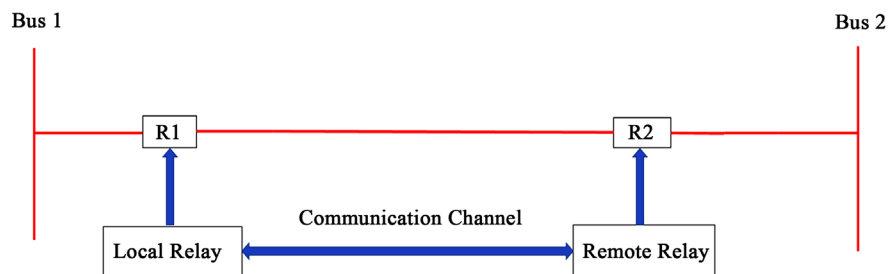 Bus 1
Bus 2
R1
R2
Communication Channel
Local Relay
Remote Relay